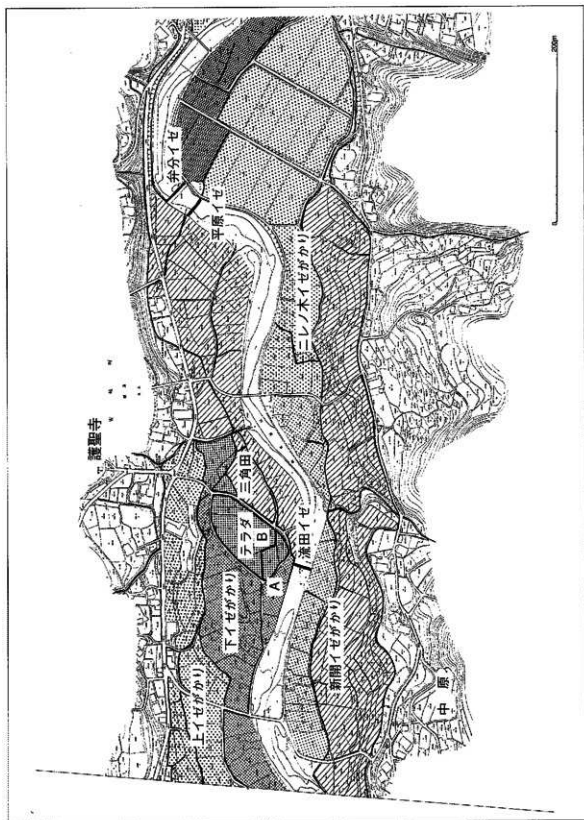 護聖寺
弁分イゼ
平原イゼ
ニレノ木イゼがかり
三角田
テラダ
B
A
流田イゼ
下イゼがかり
上イゼがかり
新開イゼがかり
中原
0
200m